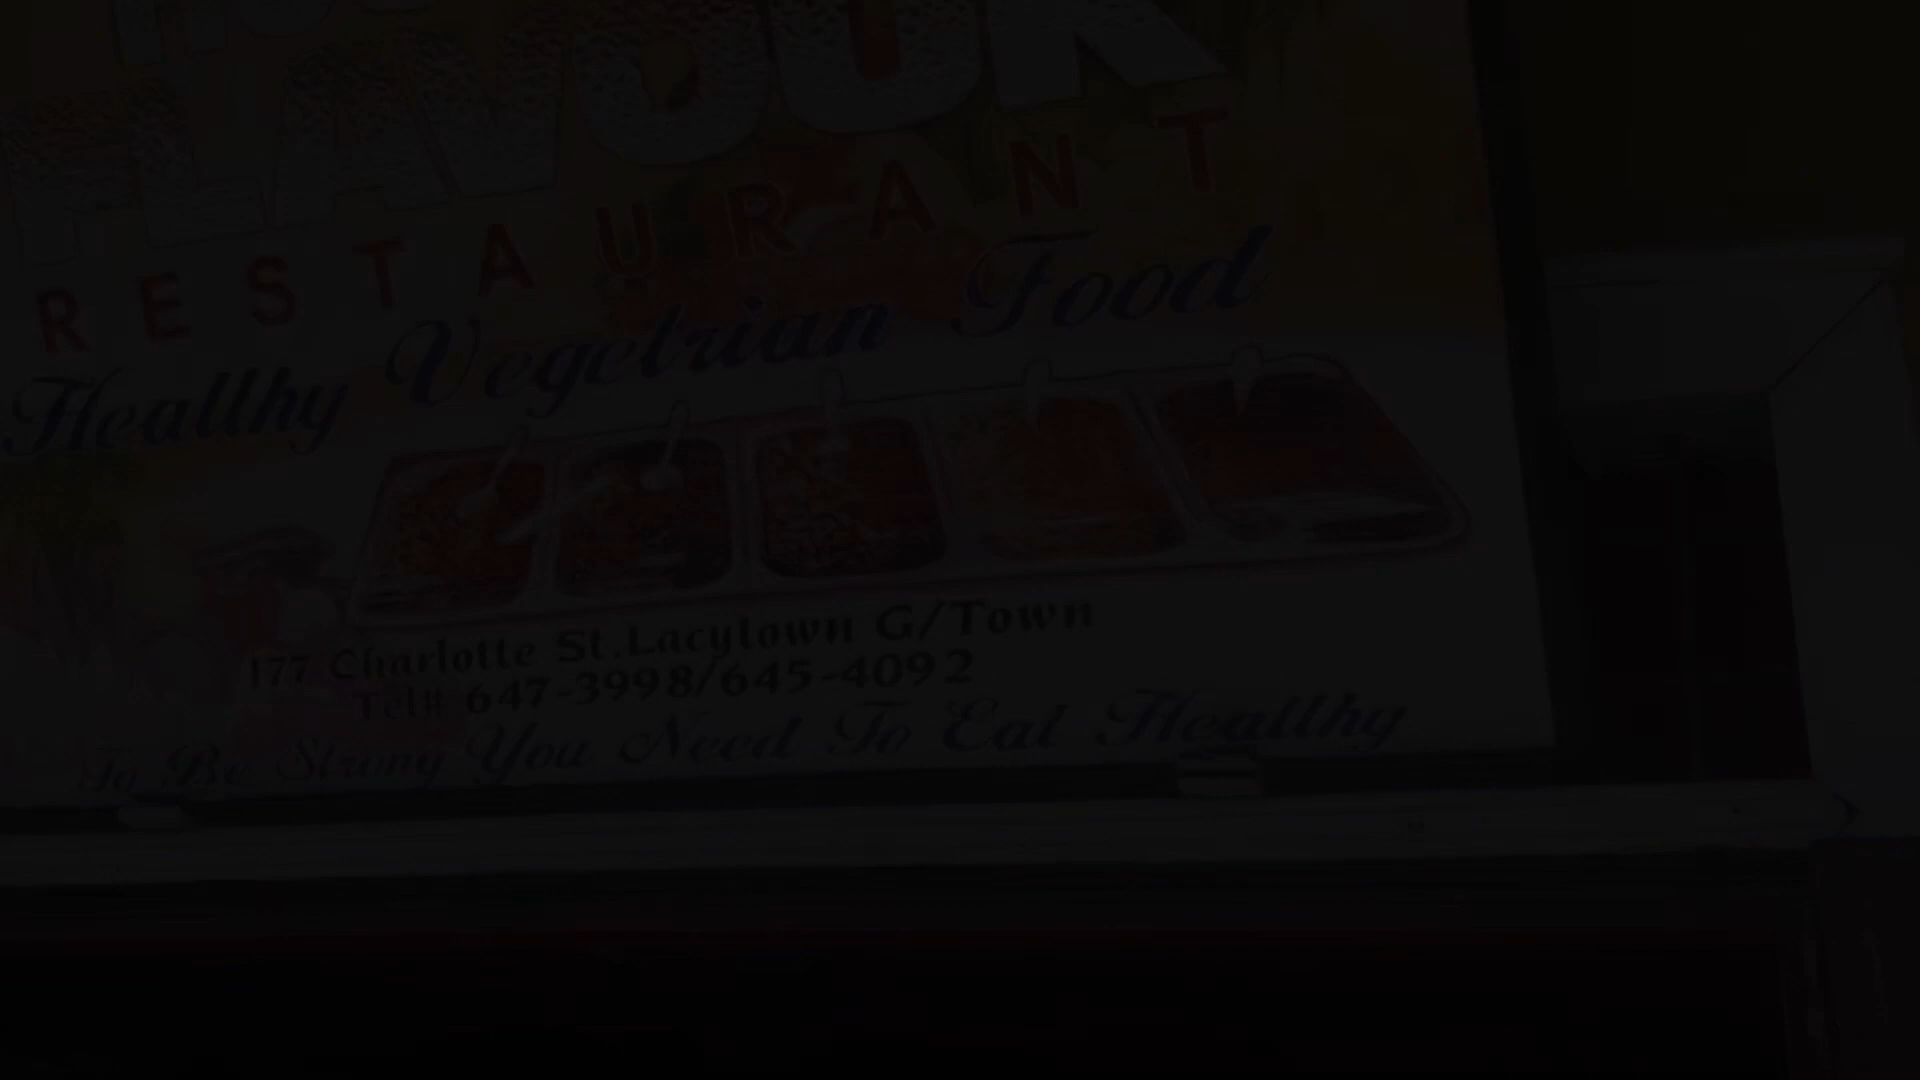 FLAVOUR
RESTAURANT
Healthy Vegetrian Food
177 Charlotte St.Lacytown G/Town
Tel# 647-3998/645-4092
To Be Strong You Need To Eat Healthy